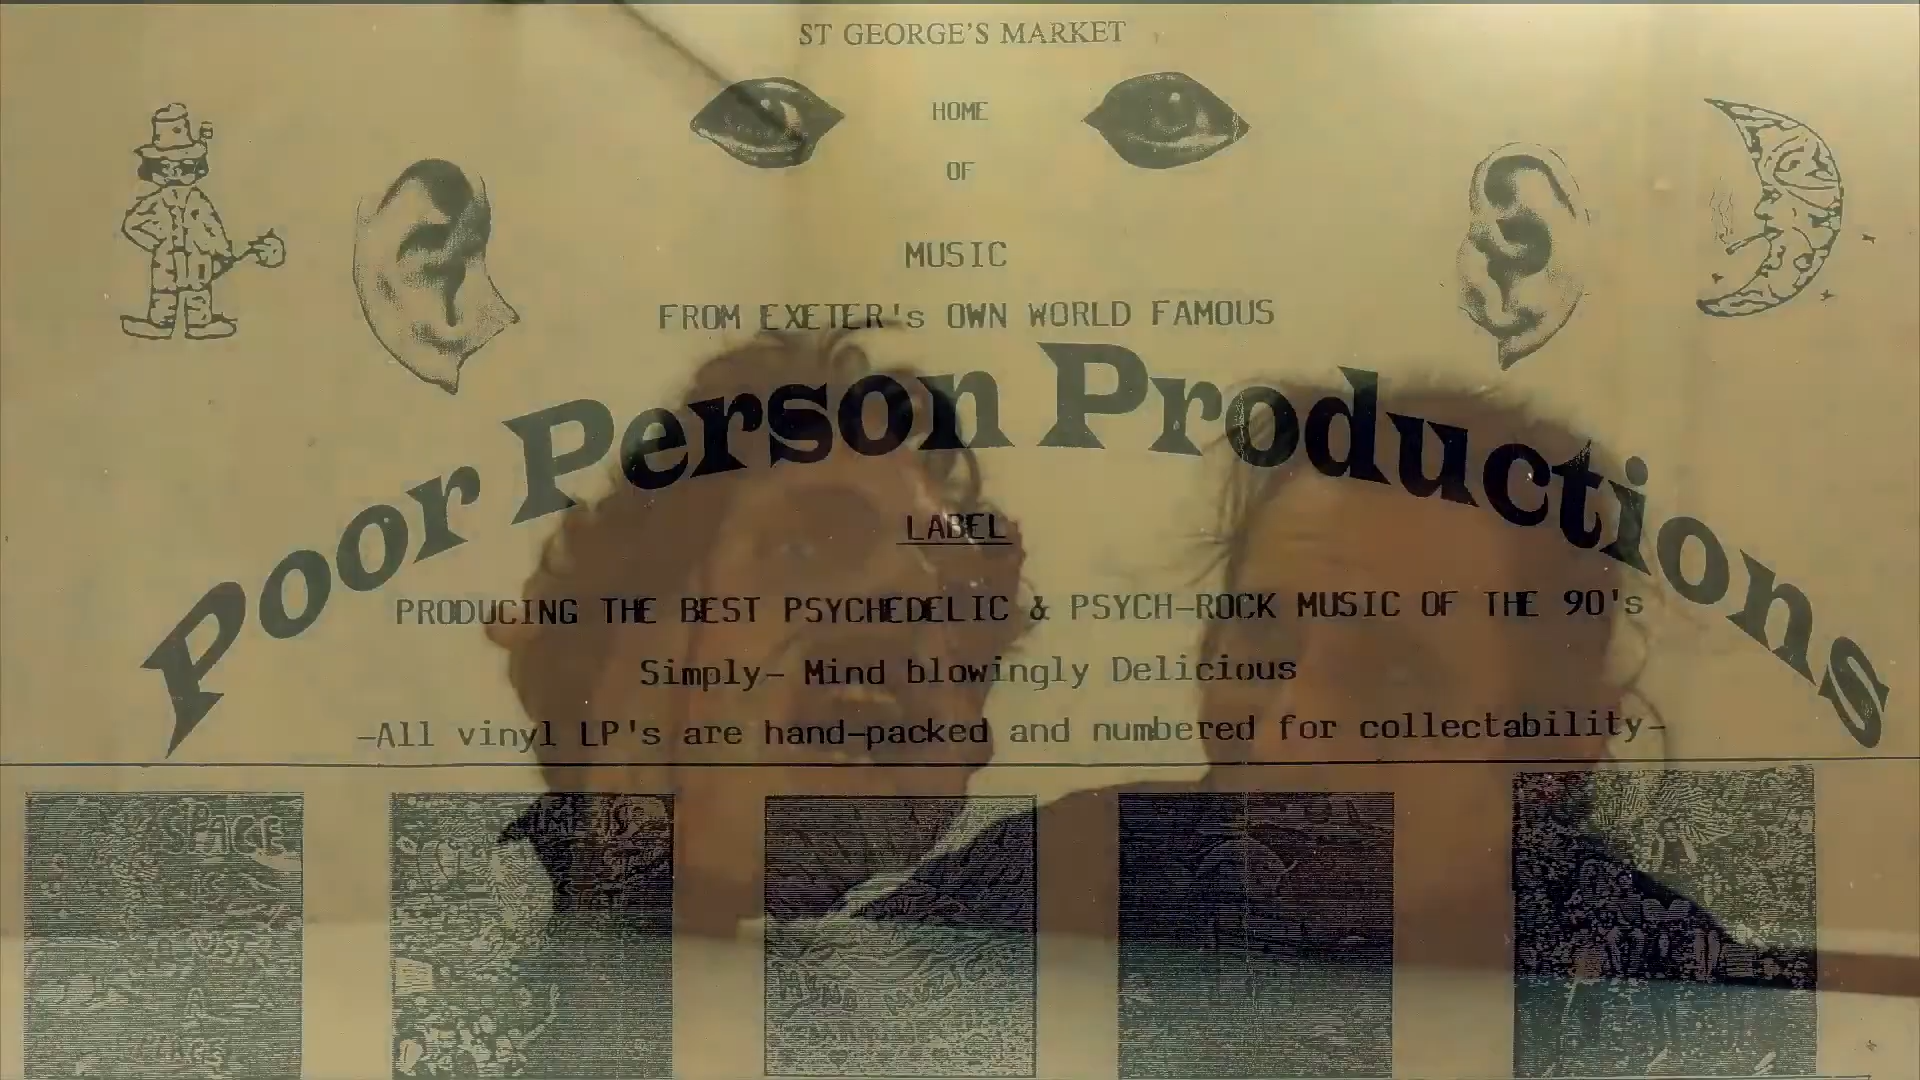 ST GEORGE'S MARKET
HOME
OF
MUSIC
FROM EXETER's OWN WORLD FAMOUS
Poor Person Productions
LABEL
PRODUCING THE BEST PSYCHEDELIC & PSYCH-ROCK MUSIC OF THE 90's
Simply- Mind blowingly Delicious
-All vinyl LP's are hand-packed and numbered for collectability-
SPACE